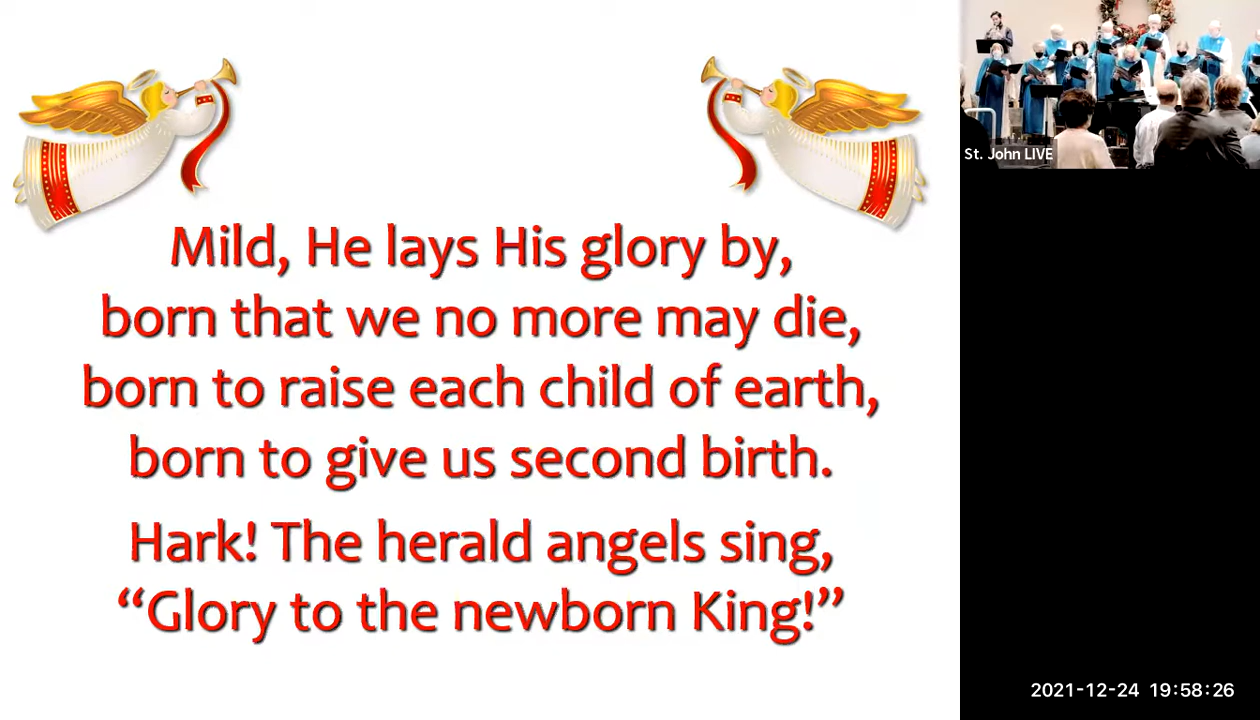 St. John LIVE
Mild, He lays His glory by,
born that we no more may die,
born to raise each child of earth,
born to give us second birth.
Hark! The herald angels sing,
“Glory to the newborn King!”
2021-12-24 19:58:26